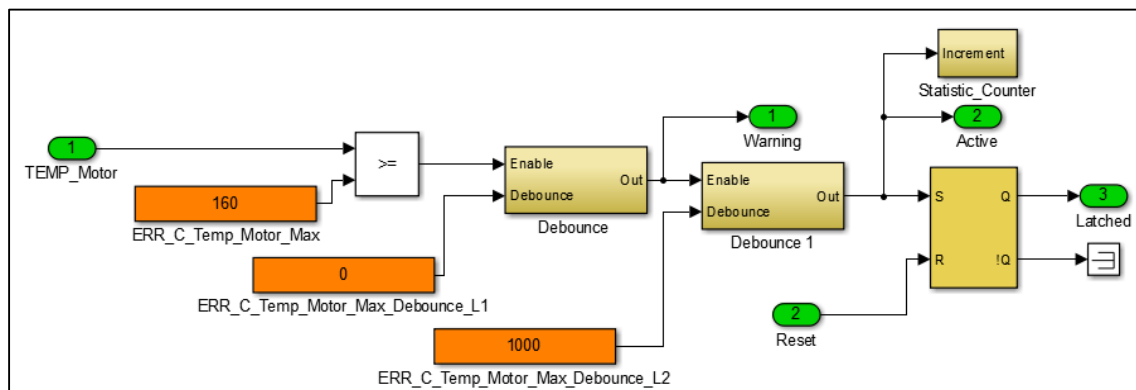 Increment
Statistic_Counter
1
TEMP_Motor
>=
1
Warning
2
Active
160
ERR_C_Temp_Motor_Max
Enable
Debounce
Out
Debounce
Enable
Debounce
Out
Debounce 1
S
R
Q
!Q
3
Latched
0
ERR_C_Temp_Motor_Max_Debounce_L1
2
Reset
1000
ERR_C_Temp_Motor_Max_Debounce_L2